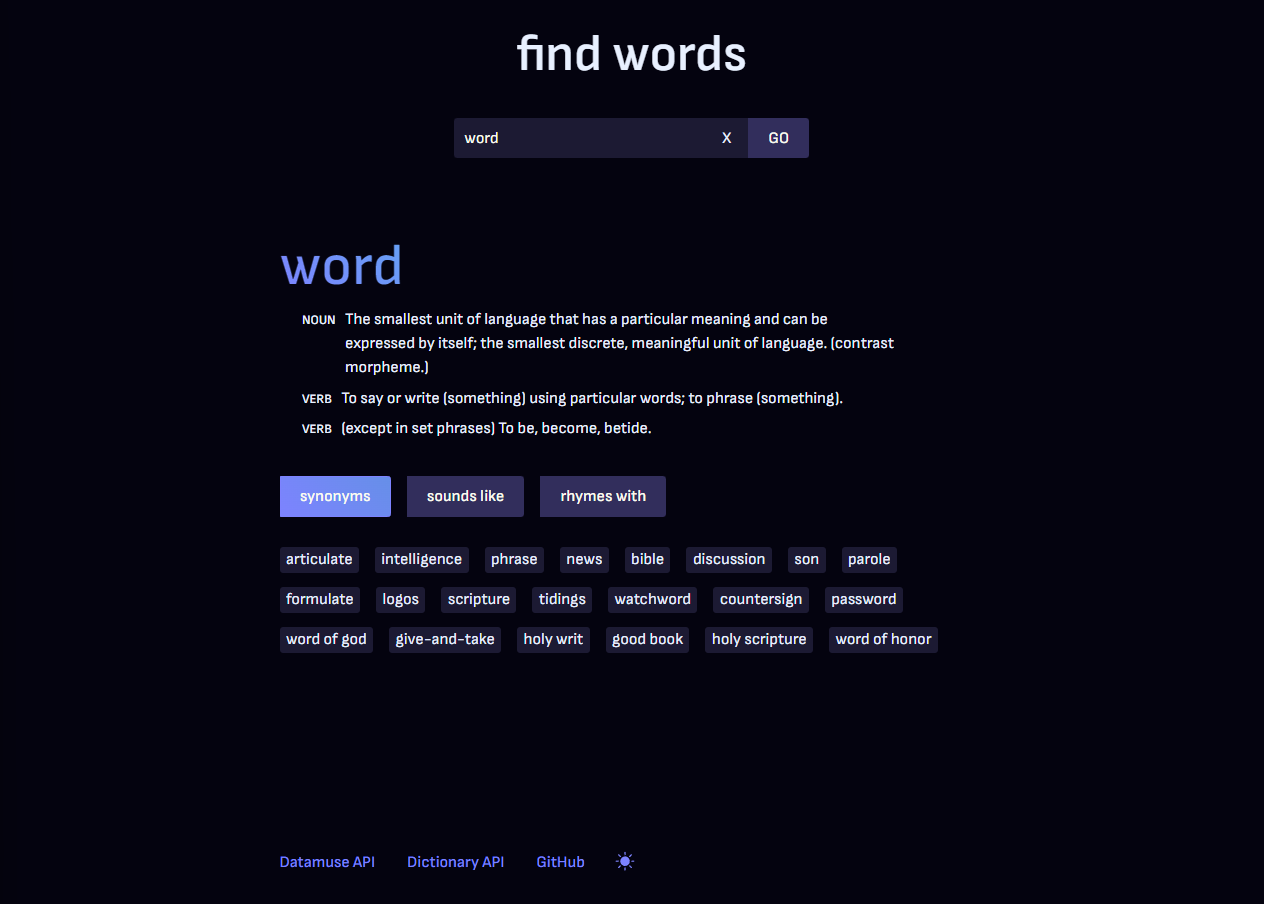 find words
word X GO
word
NOUN The smallest unit of language that has a particular meaning and can be
expressed by itself; the smallest discrete, meaningful unit of language. (contrast
morpheme.)
VERB To say or write (something) using particular words; to phrase (something).
VERB (except in set phrases) To be, become, betide.
synonyms sounds like rhymes with
articulate intelligence phrase news bible discussion son parole
formulate logos scripture tidings watchword countersign password
word of god give-and-take holy writ good book holy scripture word of honor
Datamuse API Dictionary API GitHub